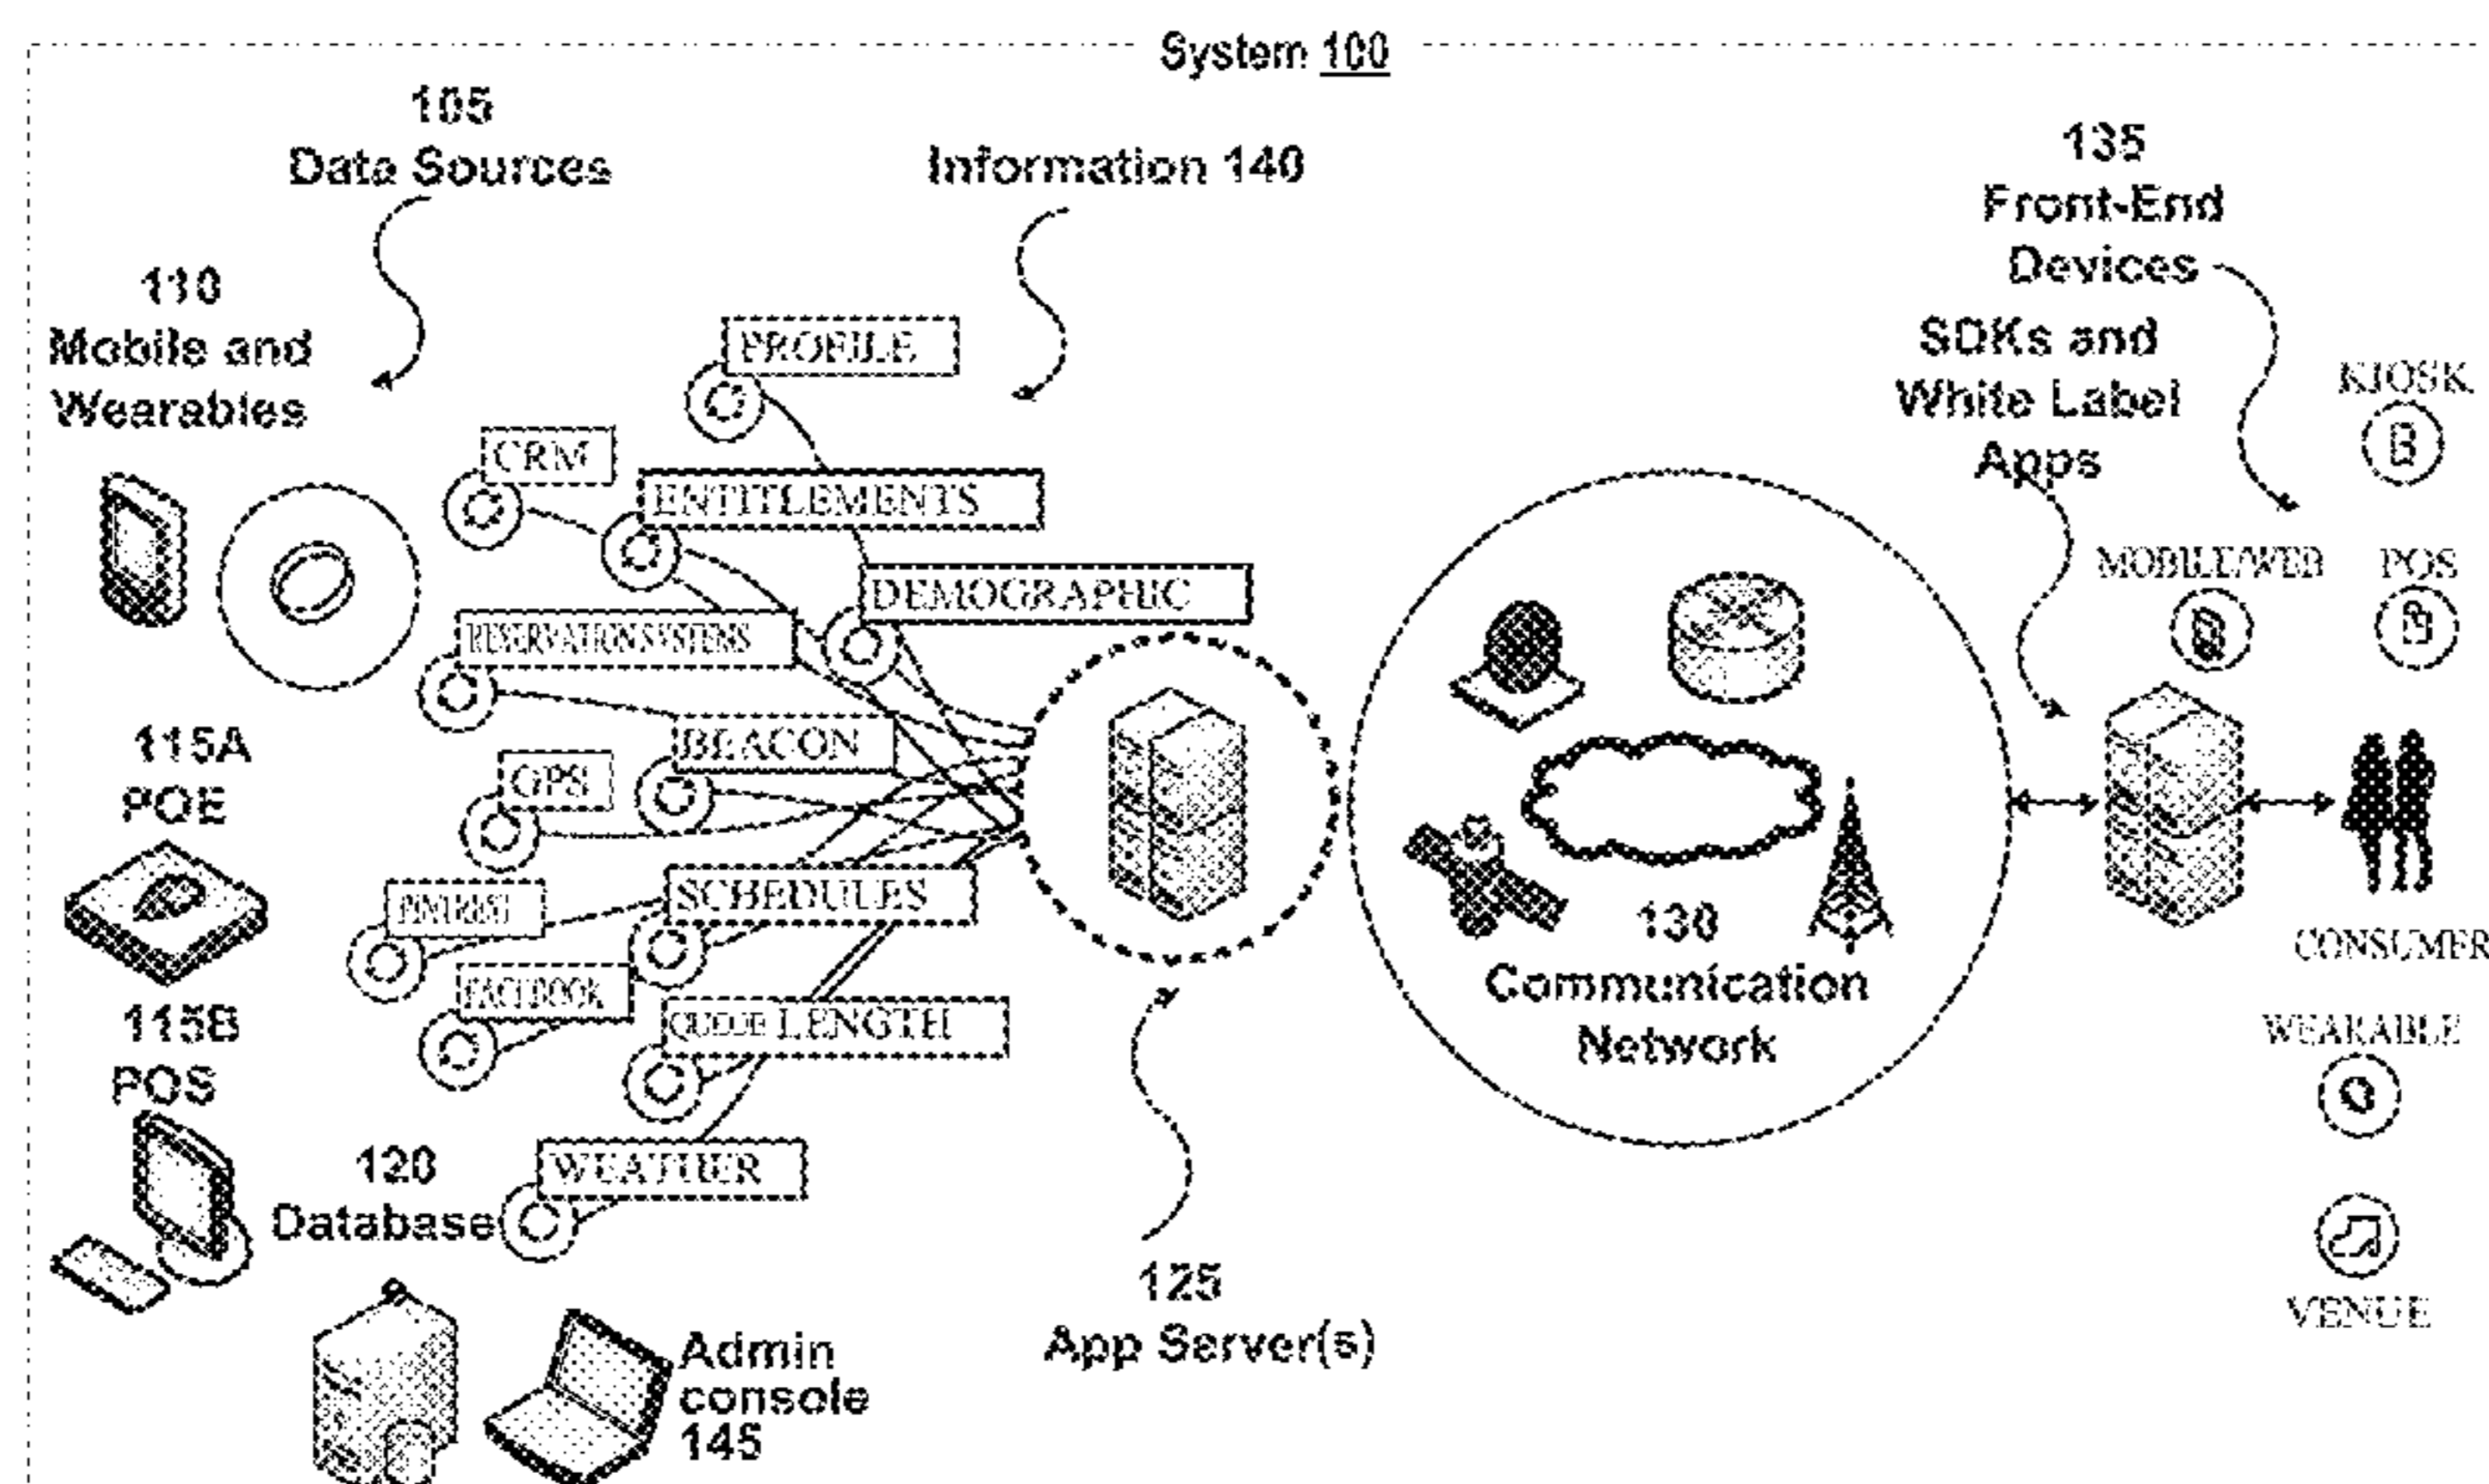 System 100
105
Data Sources
Information 140
135
Front-End
Devices
110
Mobile and
Wearables
SDKs and
White Label
Apps
PROFILE
KIOSK
CRM
ENTITLEMENTS
MOBILE/WEB
POS
DEMOGRAPHIC
RESERVATION SYSTEMS
115A
POE
BEACON
GPS
SCHEDULES
PINTREST
130
Communication
Network
CONSUMER
FACEBOOK
115B
POS
QUEUE LENGTH
WEARABLE
120
Database
WEATHER
125
App Server(s)
VENUE
Admin
console
145